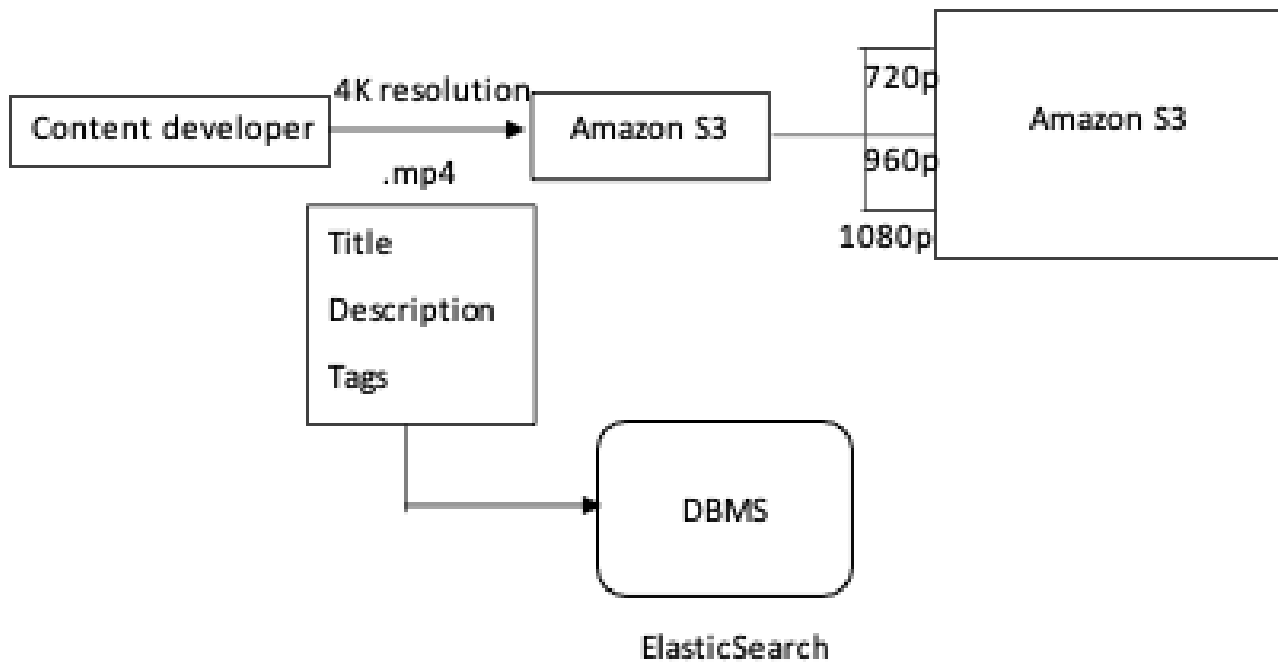 4K resolution
Content developer
.mp4
Amazon S3
720p
960p
1080p
Amazon S3
Title
Description
Tags
DBMS
ElasticSearch